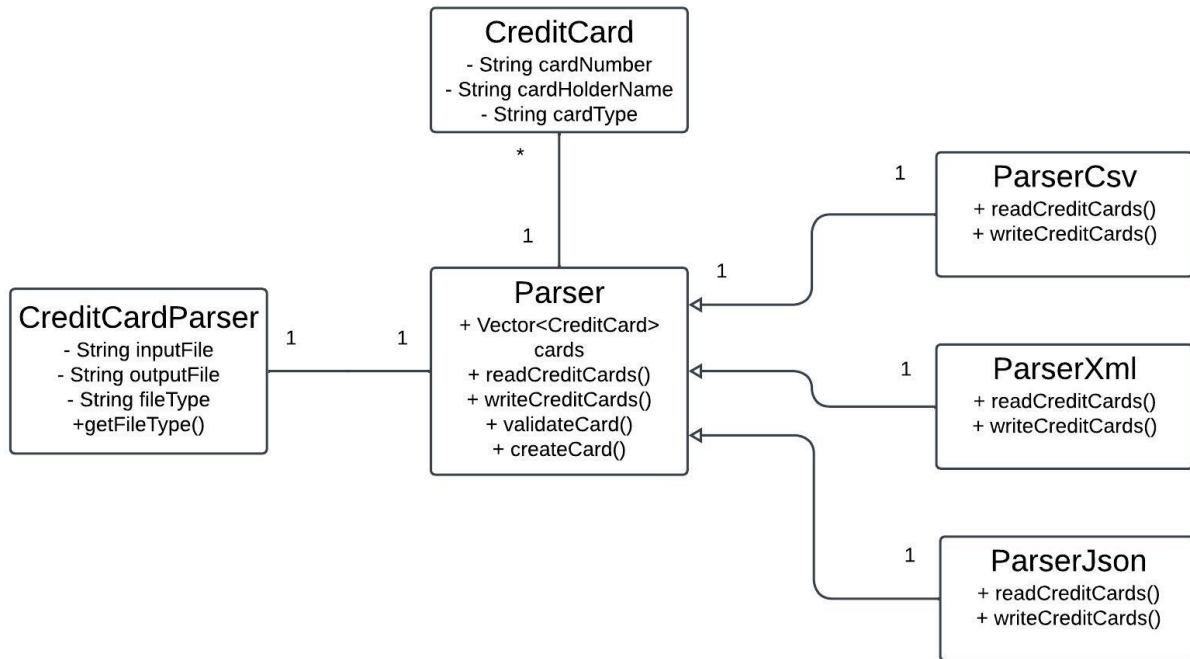 CreditCard
- String cardNumber
- String cardHolderName
- String cardType
*
1
CreditCardParser
- String inputFile
- String outputFile
- String fileType
+getFileType()
1
1
Parser
+ Vector<CreditCard>
cards
+ readCreditCards()
+ writeCreditCards()
+ validateCard()
+ createCard()
1
1
ParserCsv
+ readCreditCards()
+ writeCreditCards()
1
ParserXml
+ readCreditCards()
+ writeCreditCards()
1
ParserJson
+ readCreditCards()
+ writeCreditCards()